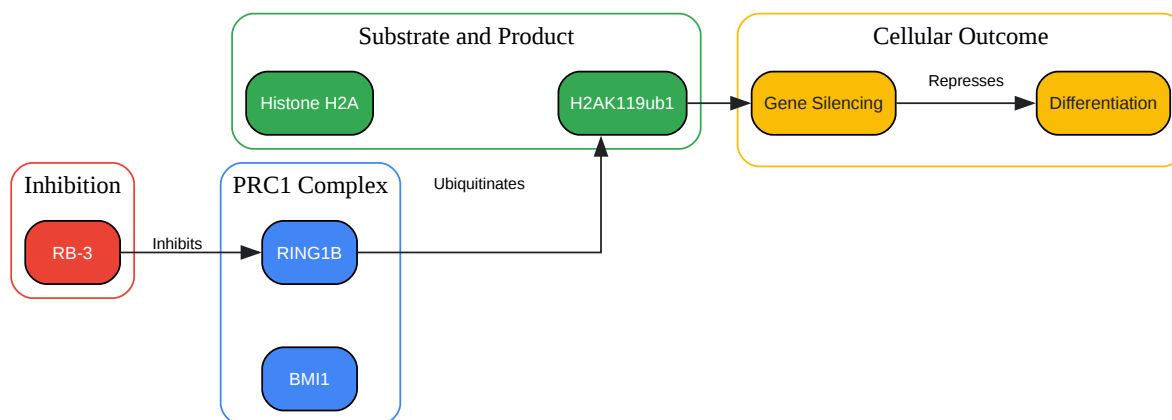 Substrate and Product
Histone H2A
H2AK119ub1
Cellular Outcome
Gene Silencing
Represses
Differentiation
Inhibition
RB-3
Inhibits
PRC1 Complex
RING1B
Ubiquitinates
BMI1